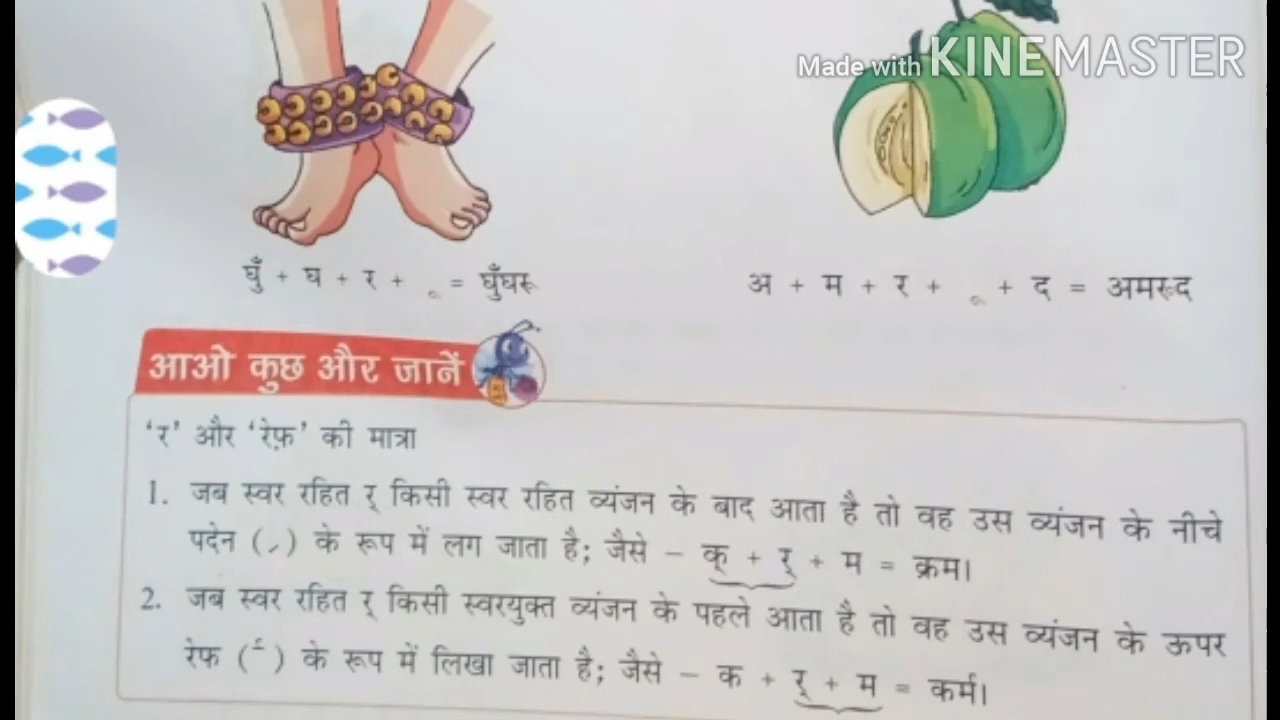 Made with KINEMASTER
घुँ + घ + र + ू = घुँघरू
अ + म + र + ू + द = अमरूद
आओ कुछ और जानें
‘र’ और ‘रेफ़’ की मात्रा
1. जब स्वर रहित र् किसी स्वर रहित व्यंजन के बाद आता है तो वह उस व्यंजन के नीचे
पदेन (्र) के रूप में लग जाता है; जैसे – क् + र् + म = क्रम।
2. जब स्वर रहित र् किसी स्वरयुक्त व्यंजन के पहले आता है तो वह उस व्यंजन के ऊपर
रेफ (र्) के रूप में लिखा जाता है; जैसे – क + र् + म = कर्म।